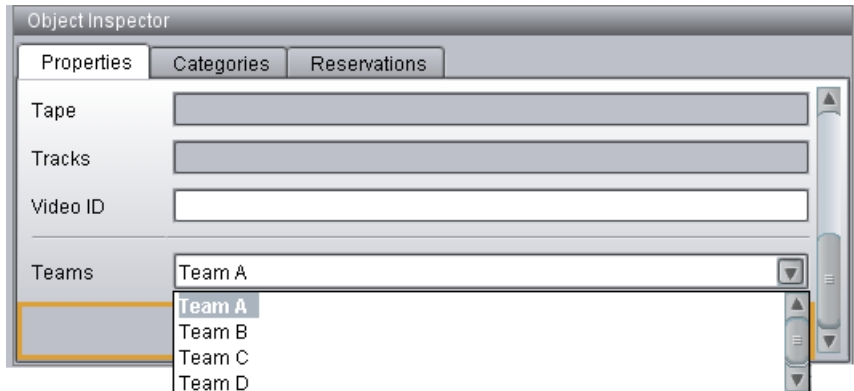 Object Inspector
Properties Categories Reservations
Tape
Tracks
Video ID
Teams Team A
Team A
Team B
Team C
Team D